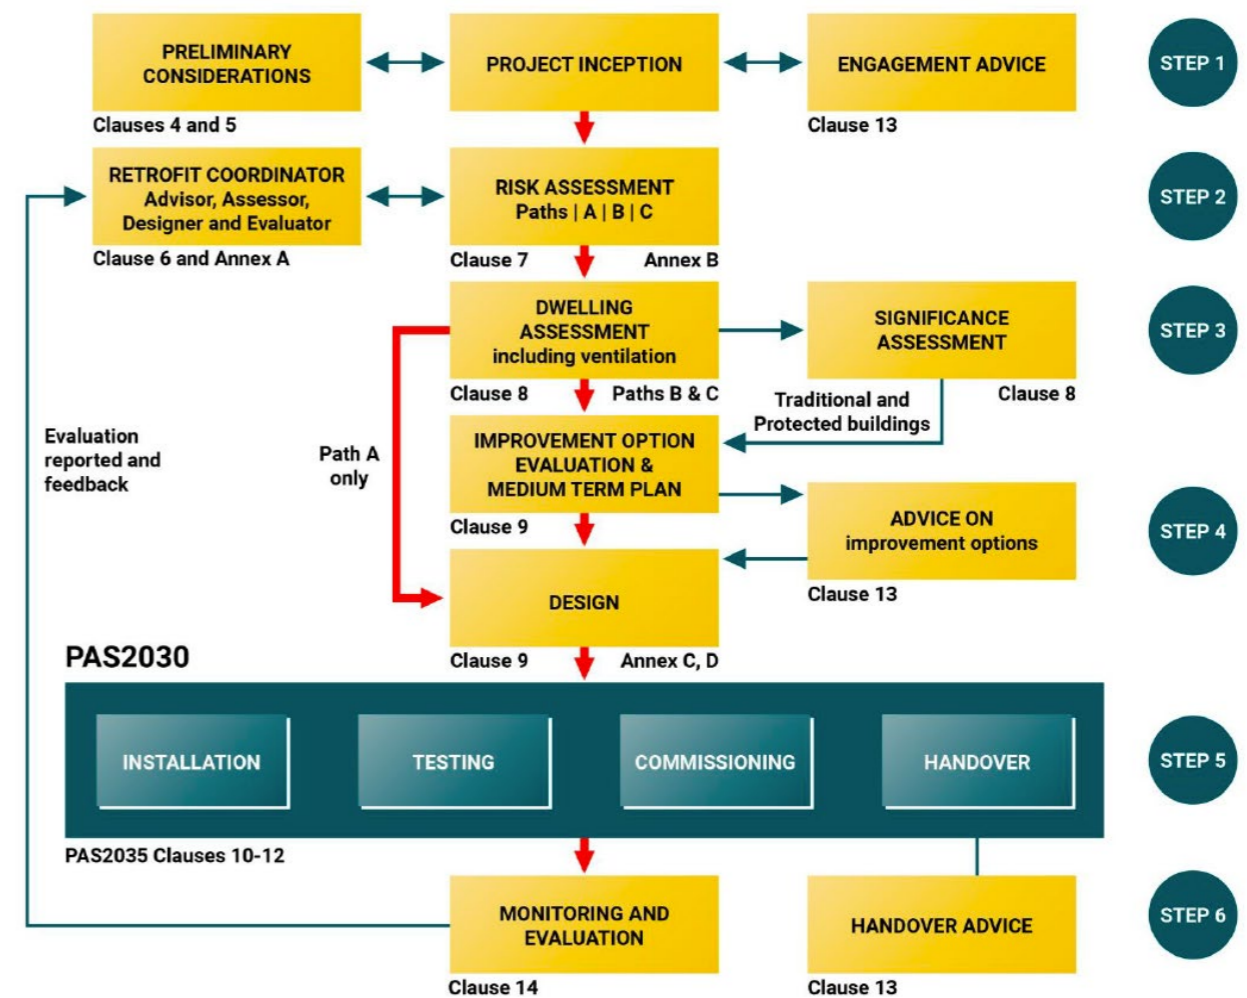 PRELIMINARY
CONSIDERATIONS
PROJECT INCEPTION
ENGAGEMENT ADVICE
STEP 1
Clauses 4 and 5
Clause 13
RETROFIT COORDINATOR
Advisor, Assessor,
Designer and Evaluator
RISK ASSESSMENT
Paths | A | B | C
STEP 2
Clause 6 and Annex A
Clause 7
Annex B
DWELLING
ASSESSMENT
including ventilation
SIGNIFICANCE
ASSESSMENT
STEP 3
Clause 8
Paths B & C
Clause 8
Traditional and
Protected buildings
Evaluation
reported and
feedback
Path A
only
IMPROVEMENT OPTION
EVALUATION &
MEDIUM TERM PLAN
Clause 9
ADVICE ON
improvement options
STEP 4
Clause 13
DESIGN
Clause 9
Annex C, D
PAS2030
INSTALLATION
TESTING
COMMISSIONING
HANDOVER
STEP 5
PAS2035 Clauses 10-12
MONITORING AND
EVALUATION
HANDOVER ADVICE
STEP 6
Clause 14
Clause 13